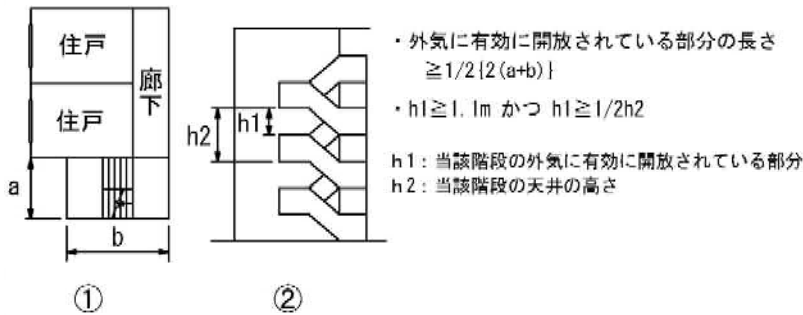 住戸
住戸
廊下
a
b
①
h2
h1
②
・外気に有効に開放されている部分の長さ
≧1/2{2(a+b)}
・h1≧1.1m かつ h1≧1/2h2
h1:当該階段の外気に有効に開放されている部分
h2:当該階段の天井の高さ